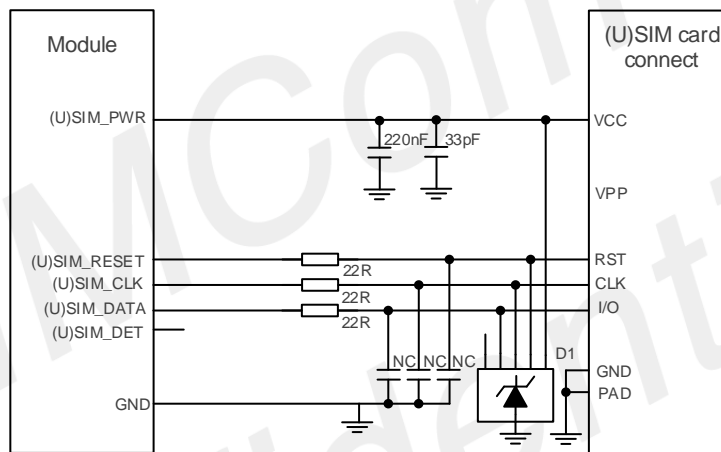 Module
(U)SIM card
connect
(U)SIM_PWR
VCC
220nF
33pF
VPP
(U)SIM_RESET
RST
22R
(U)SIM_CLK
CLK
22R
(U)SIM_DATA
I/O
22R
(U)SIM_DET
NC
NC
NC
D1
GND
PAD
GND